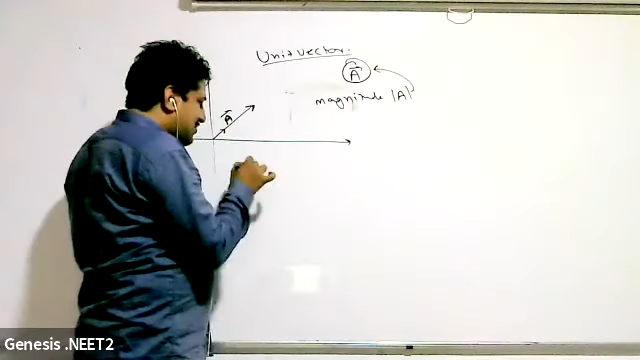 Unit vector.
A
magnitude |A|
A
Genesis .NEET2